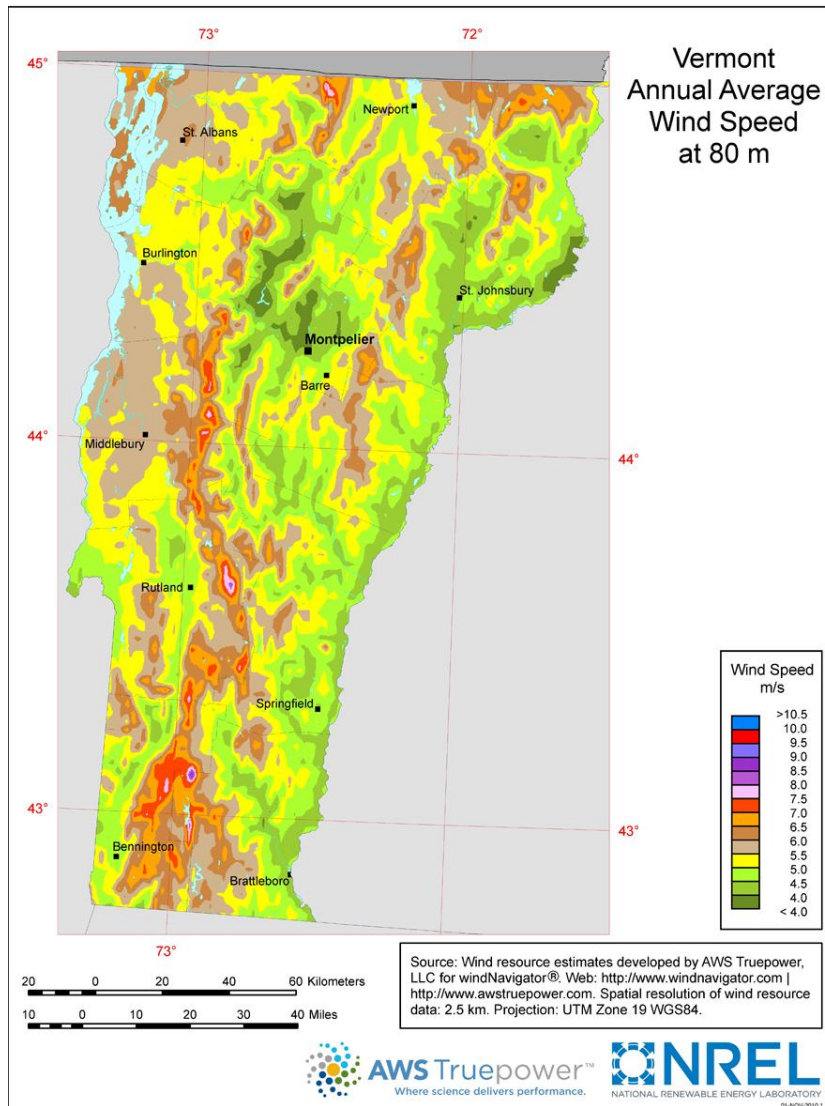 Vermont
Annual Average
Wind Speed
at 80 m
73°
72°
45°
Newport
St. Albans
Burlington
St. Johnsbury
Montpelier
Barre
44°
Middlebury
44°
Rutland
Springfield
43°
43°
Bennington
Brattleboro
73°
Wind Speed
m/s
>10.5
10.0
9.5
9.0
8.5
8.0
7.5
7.0
6.5
6.0
5.5
5.0
4.5
4.0
< 4.0
20 0 20 40 60 Kilometers
10 0 10 20 30 40 Miles
Source: Wind resource estimates developed by AWS Truepower,
LLC for windNavigator®. Web: http://www.windnavigator.com |
http://www.awstruepower.com. Spatial resolution of wind resource
data: 2.5 km. Projection: UTM Zone 19 WGS84.
AWS Truepower™
Where science delivers performance.
NREL
NATIONAL RENEWABLE ENERGY LABORATORY